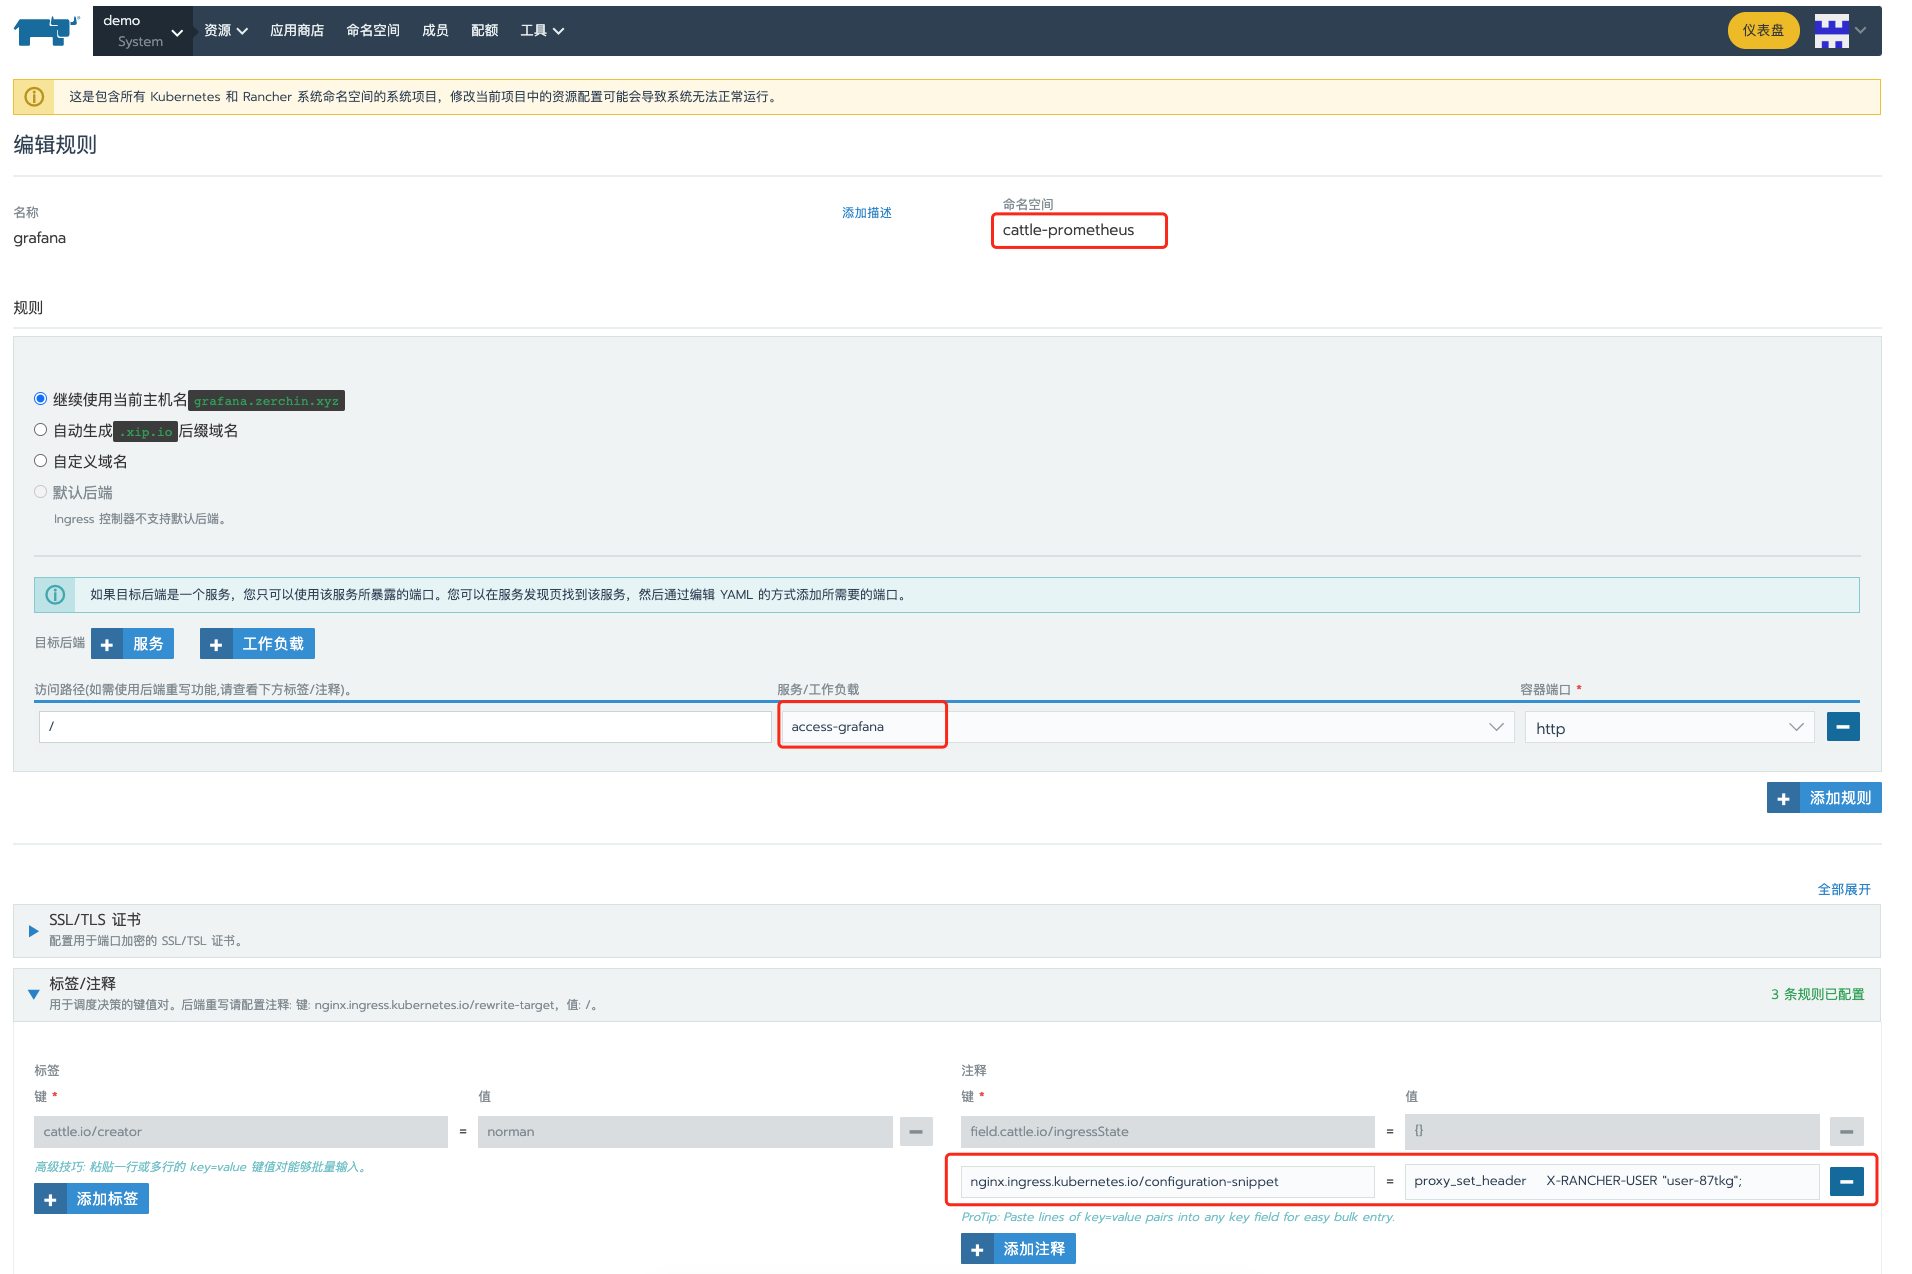 demo
System
资源
应用商店
命名空间
成员
配额
工具
仪表盘
这是包含所有 Kubernetes 和 Rancher 系统命名空间的系统项目，修改当前项目中的资源配置可能会导致系统无法正常运行。
编辑规则
名称
添加描述
命名空间
grafana
cattle-prometheus
规则
继续使用当前主机名 grafana.zerchin.xyz
自动生成 .xip.io 后缀域名
自定义域名
默认后端
Ingress 控制器不支持默认后端。
如果目标后端是一个服务，您只可以使用该服务所暴露的端口。您可以在服务发现页找到该服务，然后通过编辑 YAML 的方式添加所需要的端口。
目标后端
服务
工作负载
访问路径(如需使用后端重写功能,请查看下方标签/注释)。
服务/工作负载
容器端口 *
/
access-grafana
http
添加规则
全部展开
SSL/TLS 证书
配置用于端口加密的 SSL/TSL 证书。
标签/注释
用于调度决策的键值对。后端重写请配置注释: 键: nginx.ingress.kubernetes.io/rewrite-target，值: /。
3 条规则已配置
标签
键 *
值
cattle.io/creator
=
norman
高级技巧: 粘贴一行或多行的 key=value 键值对能够批量输入。
添加标签
注释
键 *
值
field.cattle.io/ingressState
=
{}
nginx.ingress.kubernetes.io/configuration-snippet
=
proxy_set_header X-RANCHER-USER "user-87tkg";
ProTip: Paste lines of key=value pairs into any key field for easy bulk entry.
添加注释